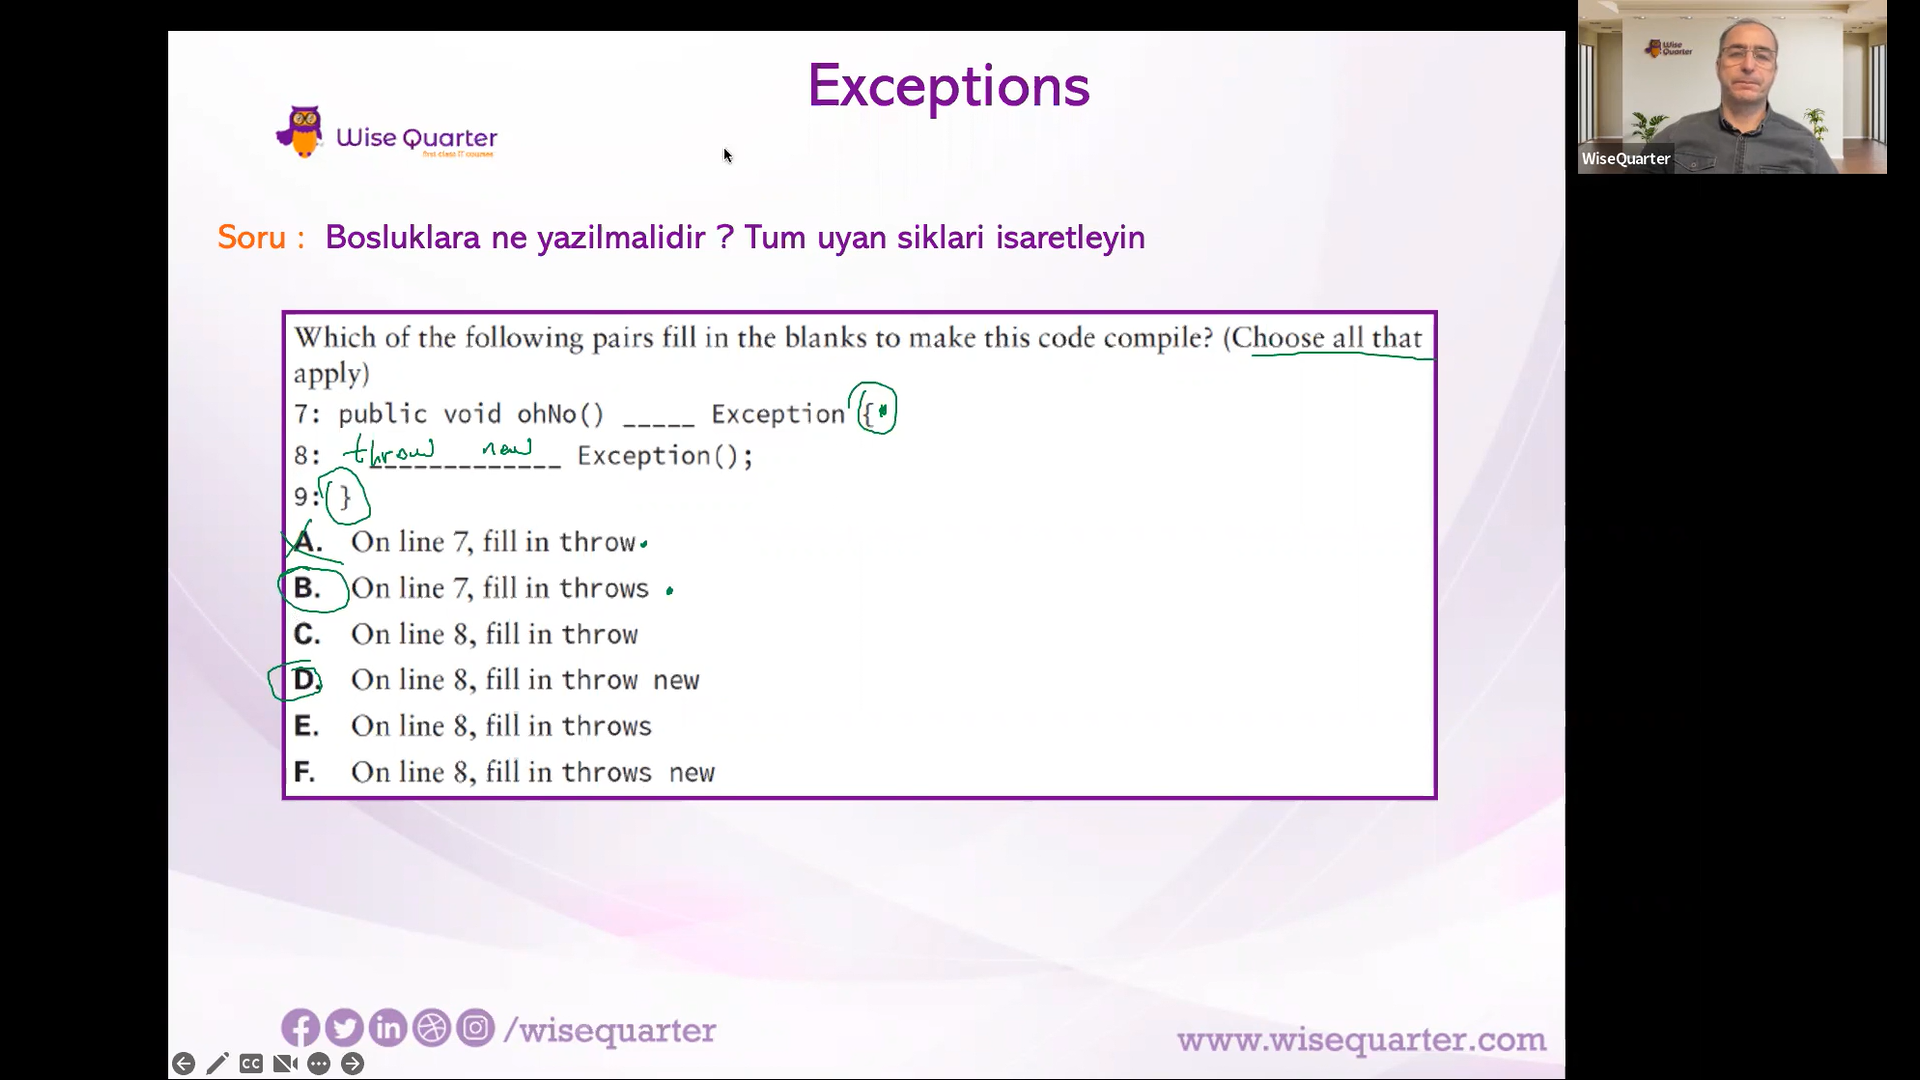 Exceptions
Wise Quarter
first class IT courses
Wise Quarter
WiseQuarter
Soru : Bosluklara ne yazilmalidir ? Tum uyan siklari isaretleyin
Which of the following pairs fill in the blanks to make this code compile? (Choose all that
apply)
7: public void ohNo() _____ Exception {
throw new
8: _____________ Exception();
9: }
A. On line 7, fill in throw
B. On line 7, fill in throws
C. On line 8, fill in throw
D. On line 8, fill in throw new
E. On line 8, fill in throws
F. On line 8, fill in throws new
/wisequarter
www.wisequarter.com
CC